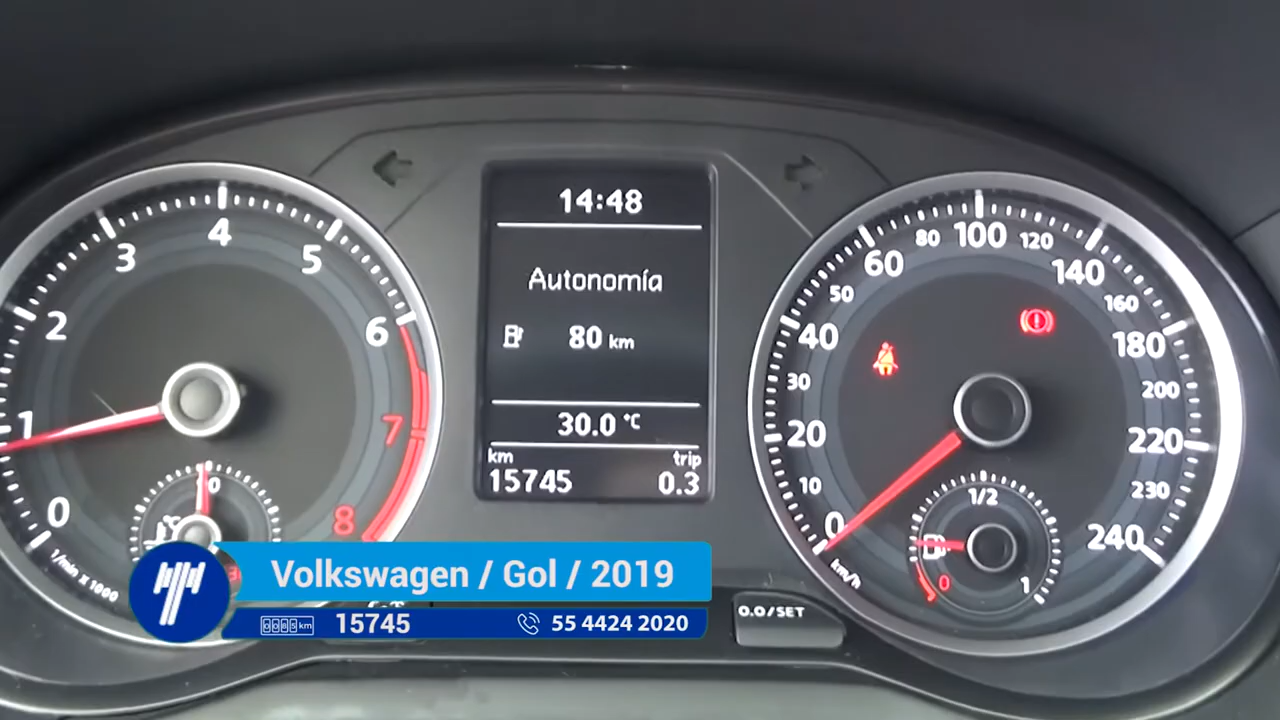 14:48
Autonomía
80 km
30.0 °C
km trip
15745 0.3
0 1 2 3 4 5 6 7 8
1/min x 1000
0 10 20 30 40 50 60 80 100 120 140 160 180 200 220 230 240
km/h
0 1/2 1
0.0/SET
Volkswagen / Gol / 2019
km 15745 55 4424 2020